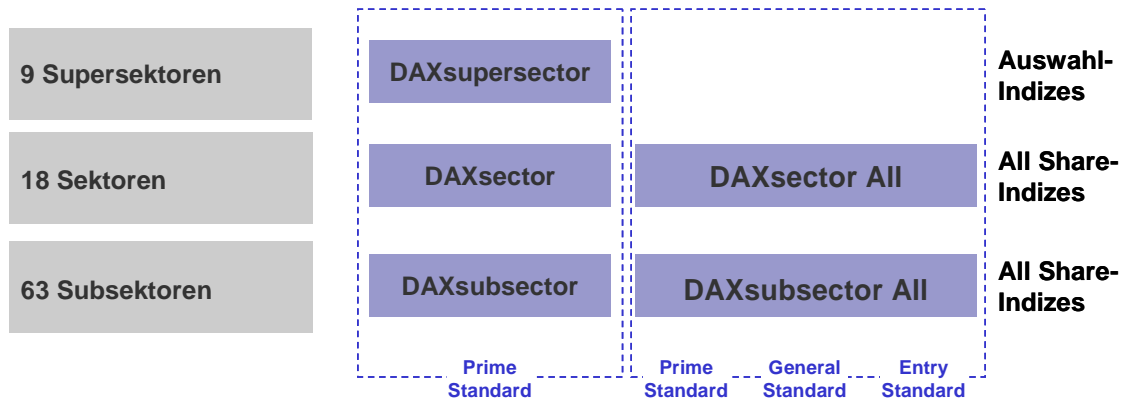 9 Supersektoren
DAXsupersector
Auswahl-
Indizes
18 Sektoren
DAXsector
DAXsector All
All Share-
Indizes
63 Subsektoren
DAXsubsector
DAXsubsector All
All Share-
Indizes
Prime
Standard
Prime
Standard
General
Standard
Entry
Standard